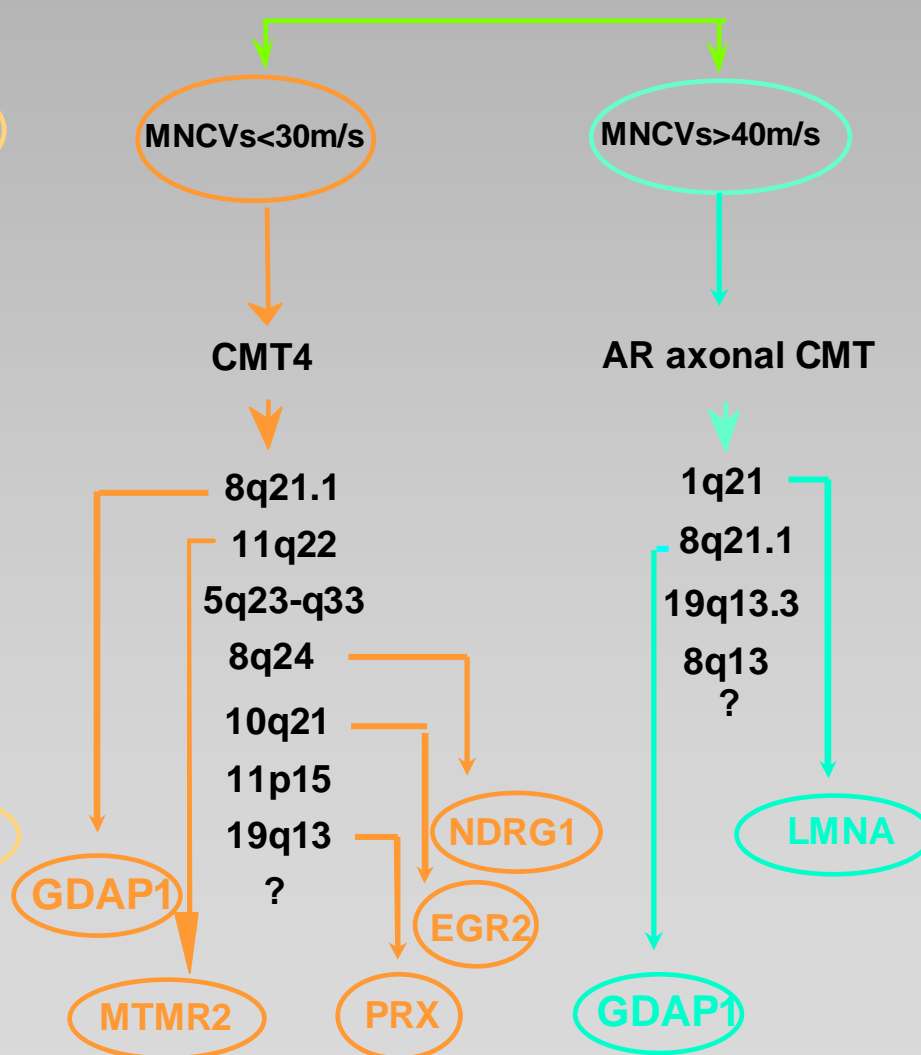 MNCVs<30m/s
MNCVs>40m/s
CMT4
AR axonal CMT
8q21.1
11q22
5q23-q33
8q24
10q21
11p15
19q13
?
1q21
8q21.1
19q13.3
8q13
?
NDRG1
LMNA
GDAP1
EGR2
MTMR2
PRX
GDAP1